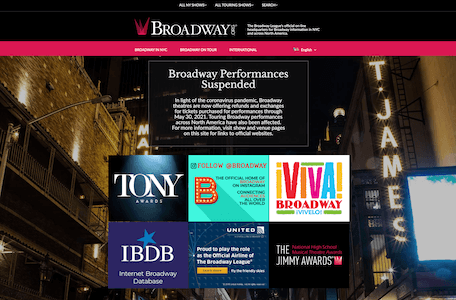 ALL MY SHOWS
ALL TOURING SHOWS
SEARCH
BROADWAY.ORG
The Broadway League's official on-line
headquarters for Broadway information in NYC
and across North America.
BROADWAY IN NYC
BROADWAY ON TOUR
INTERNATIONAL
English
Broadway Performances
Suspended
In light of the coronavirus pandemic, Broadway
theatres are now offering refunds and exchanges
for tickets purchased for performances through
May 30, 2021. Touring Broadway performances
across North America have also been affected.
For more information, visit show and venue pages
on this site for links to official websites.
ST. JAMES
TONY
AWARDS
FOLLOW @BROADWAY
B
THE OFFICIAL HOME OF
BROADWAY
ON INSTAGRAM
CONNECTING
AUDIENCES
ALL OVER
THE WORLD
¡VIVA!
BROADWAY
¡VIVELO!
IBDB
Internet Broadway
Database
UNITED
Proud to play the role
as the Official Airline of
The Broadway League
fly the friendly skies
THE
National High School
Musical Theatre Awards
JIMMY AWARDS